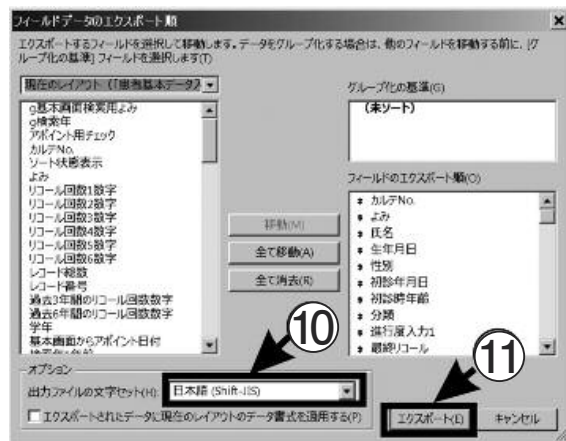 フィールドデータのエクスポート順
エクスポートするフィールドを選択して移動します。データをグループ化する場合は、他のフィールドを移動する前に、[グ
ループ化の基準] フィールドを選択します(T)
現在のレイアウト (「患者基本データ2
グループ化の基準(G)
g基本画面検索用よみ
g検索年
アポイント用チェック
カルテNo.
ソート状態表示
よみ
リコール回数1数字
リコール回数2数字
リコール回数3数字
リコール回数4数字
リコール回数5数字
リコール回数6数字
レコード総数
レコード番号
過去3年間のリコール回数数字
過去6年間のリコール回数数字
学年
基本画面からアポイント日付
(未ソート)
フィールドのエクスポート順(O)
移動(M)
全て移動(A)
全て消去(R)
カルテNo.
よみ
氏名
生年月日
性別
初診年月日
初診時年齢
分類
進行度入力1
最終リコール
⑩
⑪
オプション
出力ファイルの文字セット(H):
日本語 (Shift-JIS)
エクスポートされたデータに現在のレイアウトのデータ書式を適用する(P)
エクスポート(E)
キャンセル